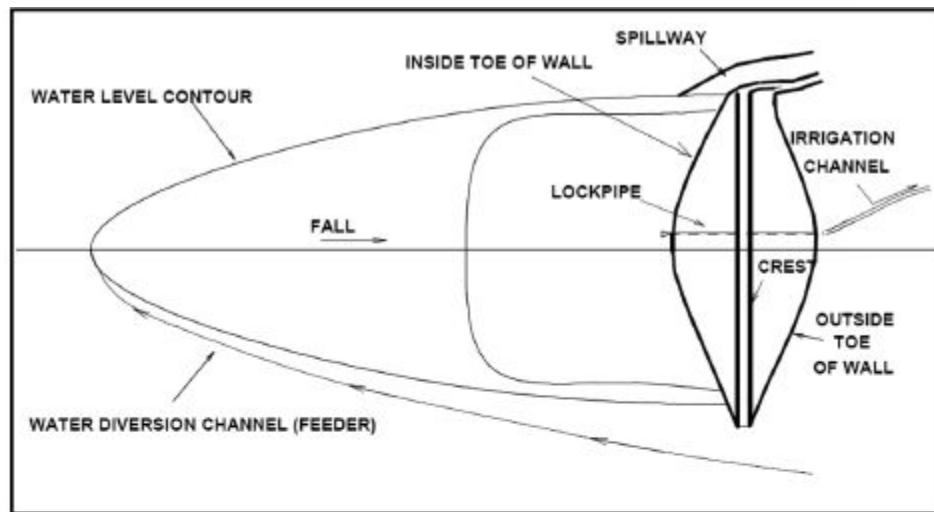 SPILLWAY
INSIDE TOE OF WALL
WATER LEVEL CONTOUR
IRRIGATION
CHANNEL
LOCKPIPE
FALL
CREST
OUTSIDE
TOE
OF WALL
WATER DIVERSION CHANNEL (FEEDER)